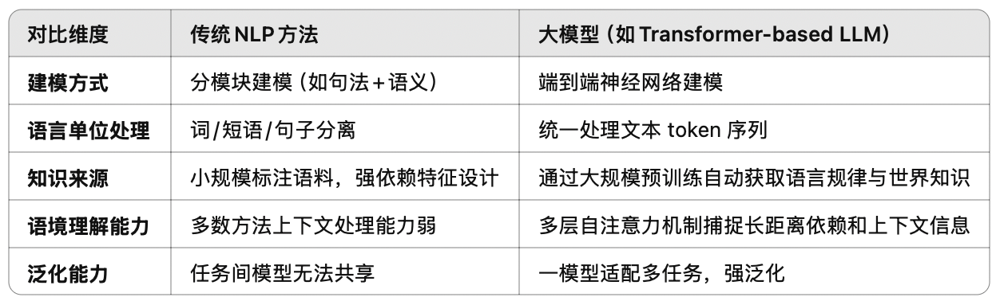 对比维度 传统 NLP 方法 大模型（如 Transformer-based LLM）
建模方式 分模块建模（如句法+语义） 端到端神经网络建模
语言单位处理 词/短语/句子分离 统一处理文本 token 序列
知识来源 小规模标注语料，强依赖特征设计 通过大规模预训练自动获取语言规律与世界知识
语境理解能力 多数方法上下文处理能力弱 多层自注意力机制捕捉长距离依赖和上下文信息
泛化能力 任务间模型无法共享 一模型适配多任务，强泛化